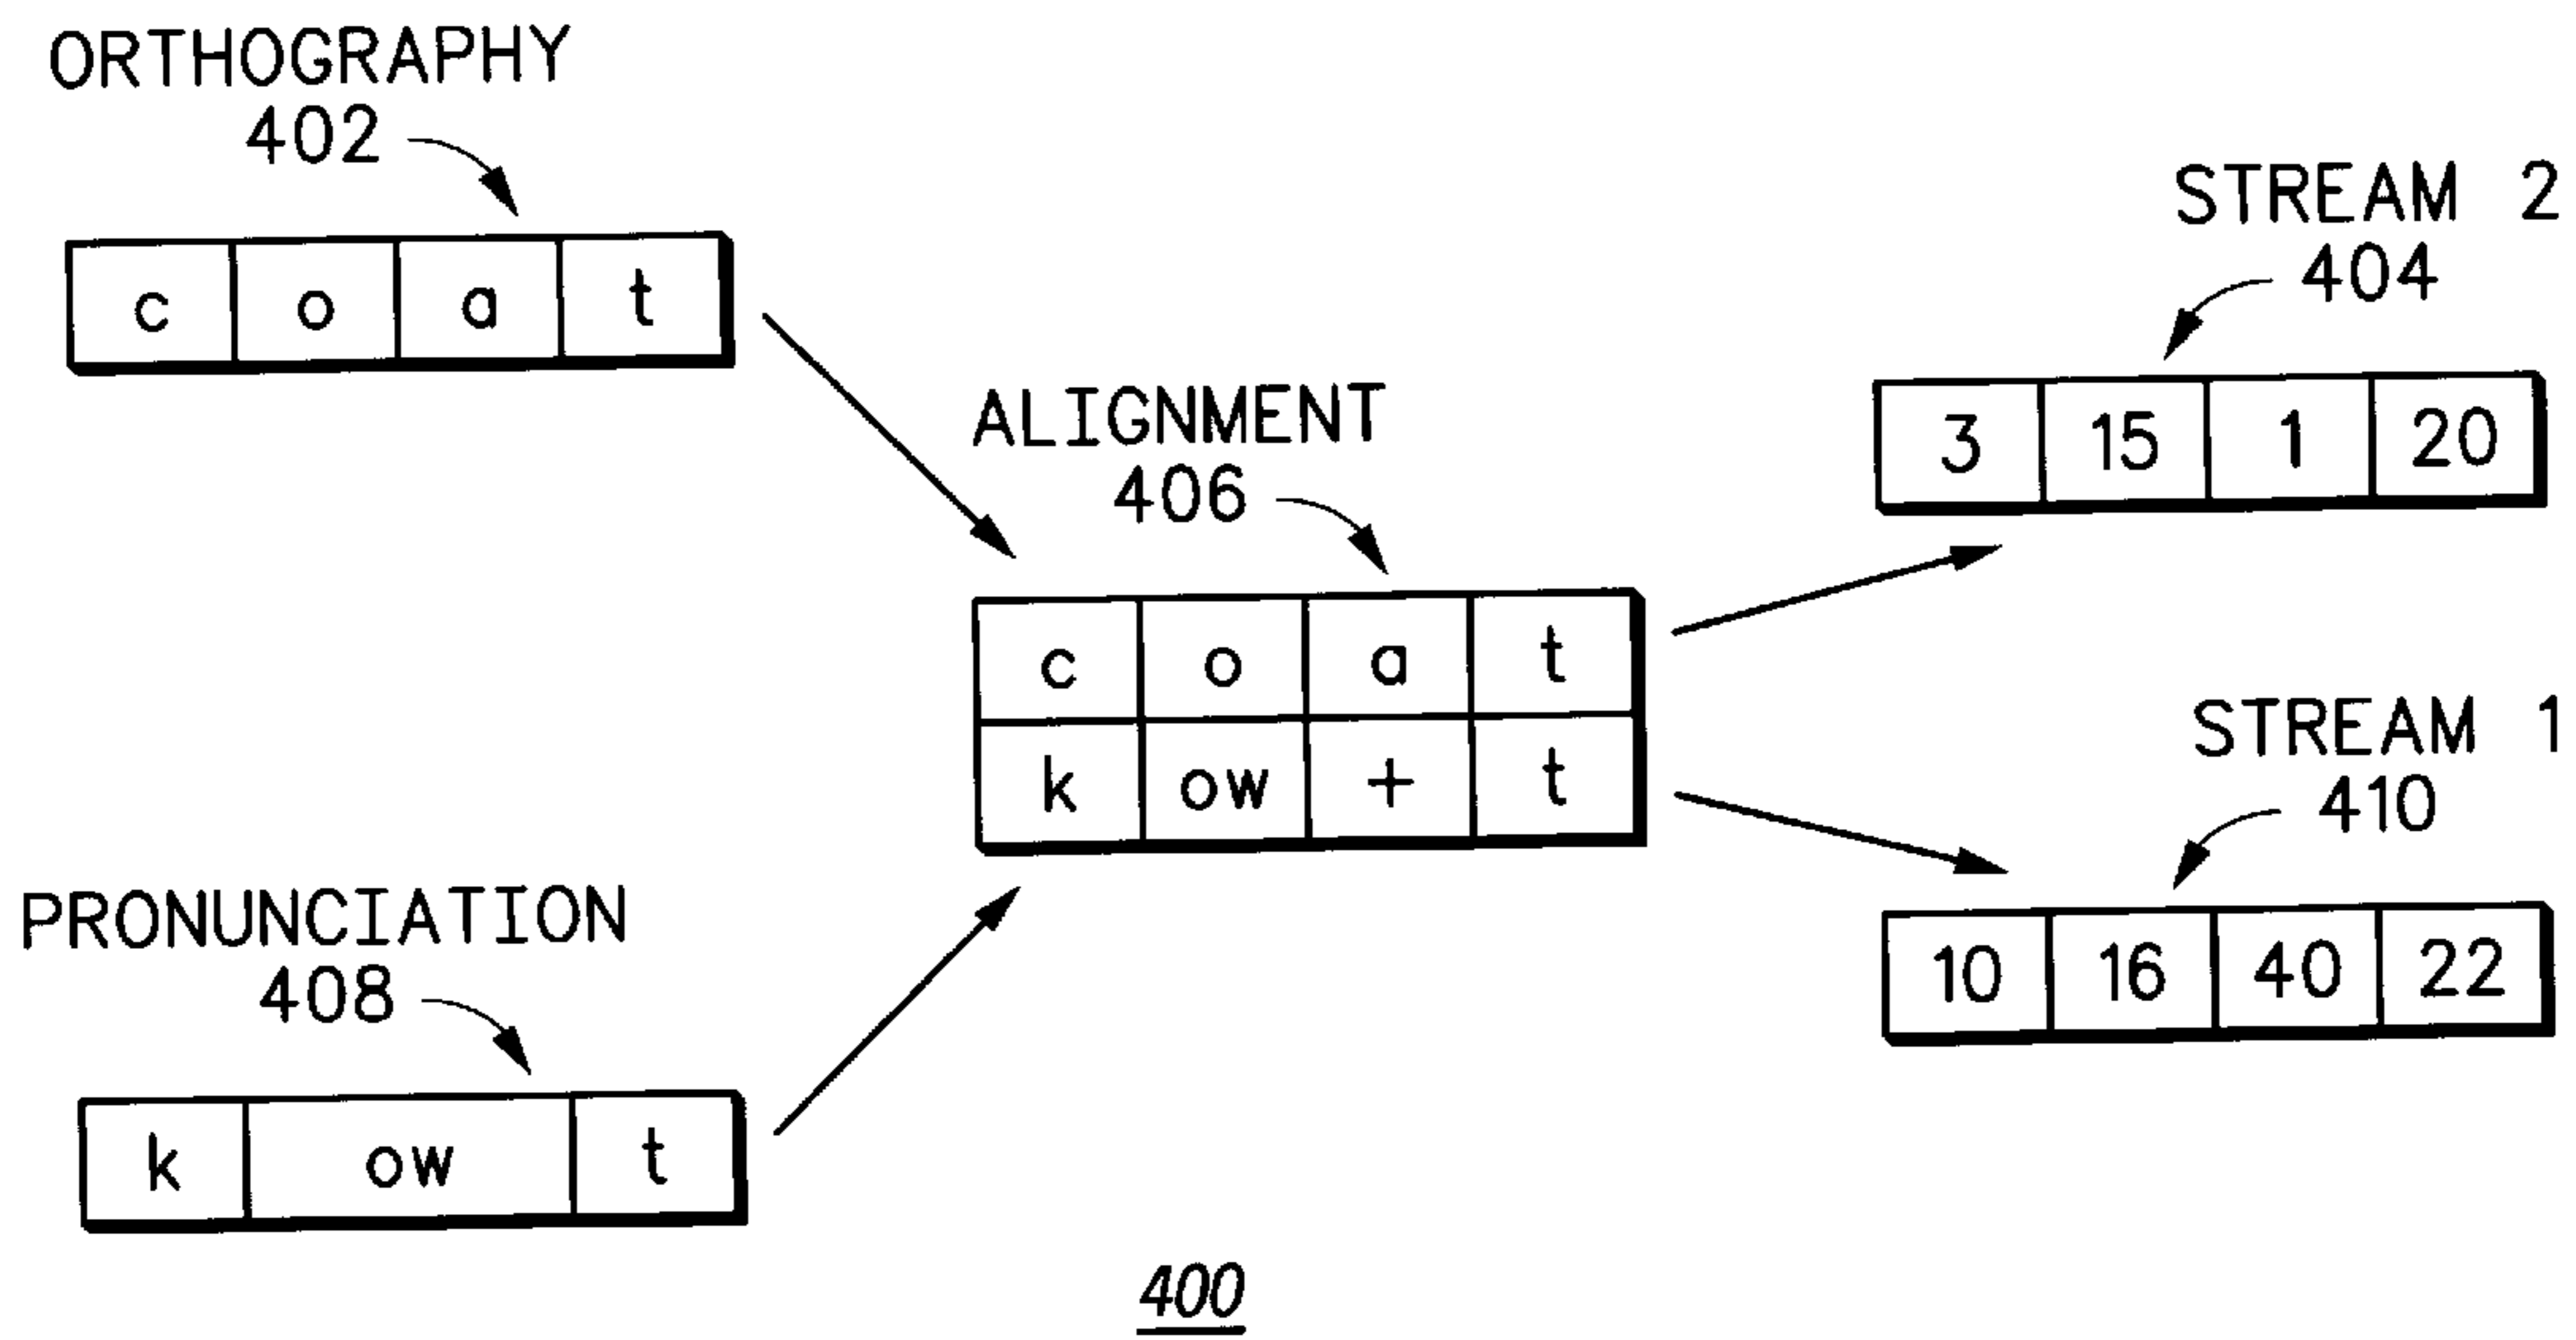 ORTHOGRAPHY
402
c o a t
STREAM 2
404
3 15 1 20
ALIGNMENT
406
c o a t
k ow + t
STREAM 1
410
10 16 40 22
PRONUNCIATION
408
k ow t
400